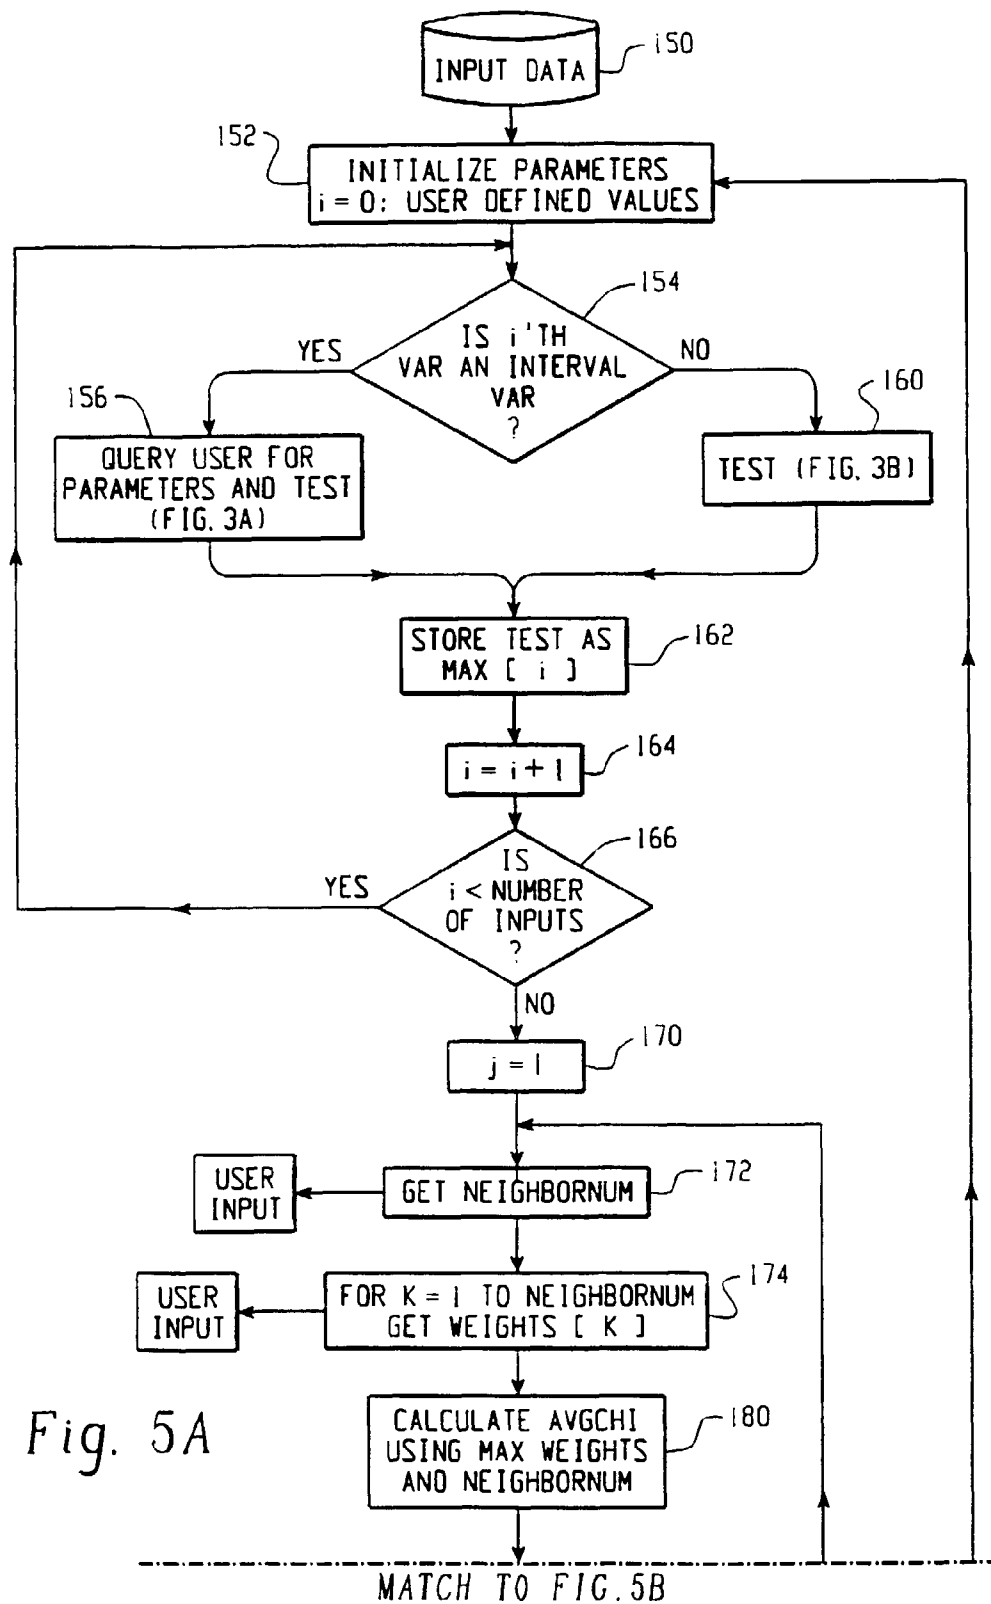 INPUT DATA
150
152
INITIALIZE PARAMETERS
i = 0: USER DEFINED VALUES
154
IS i'TH
VAR AN INTERVAL
VAR
?
YES
NO
156
QUERY USER FOR
PARAMETERS AND TEST
(FIG. 3A)
160
TEST (FIG. 3B)
STORE TEST AS
MAX [ i ]
162
i = i + 1
164
IS
i < NUMBER
OF INPUTS
?
166
YES
NO
j = 1
170
USER
INPUT
GET NEIGHBORNUM
172
USER
INPUT
FOR K = 1 TO NEIGHBORNUM
GET WEIGHTS [ K ]
174
CALCULATE AVGCHI
USING MAX WEIGHTS
AND NEIGHBORNUM
180
Fig. 5A
MATCH TO FIG. 5B